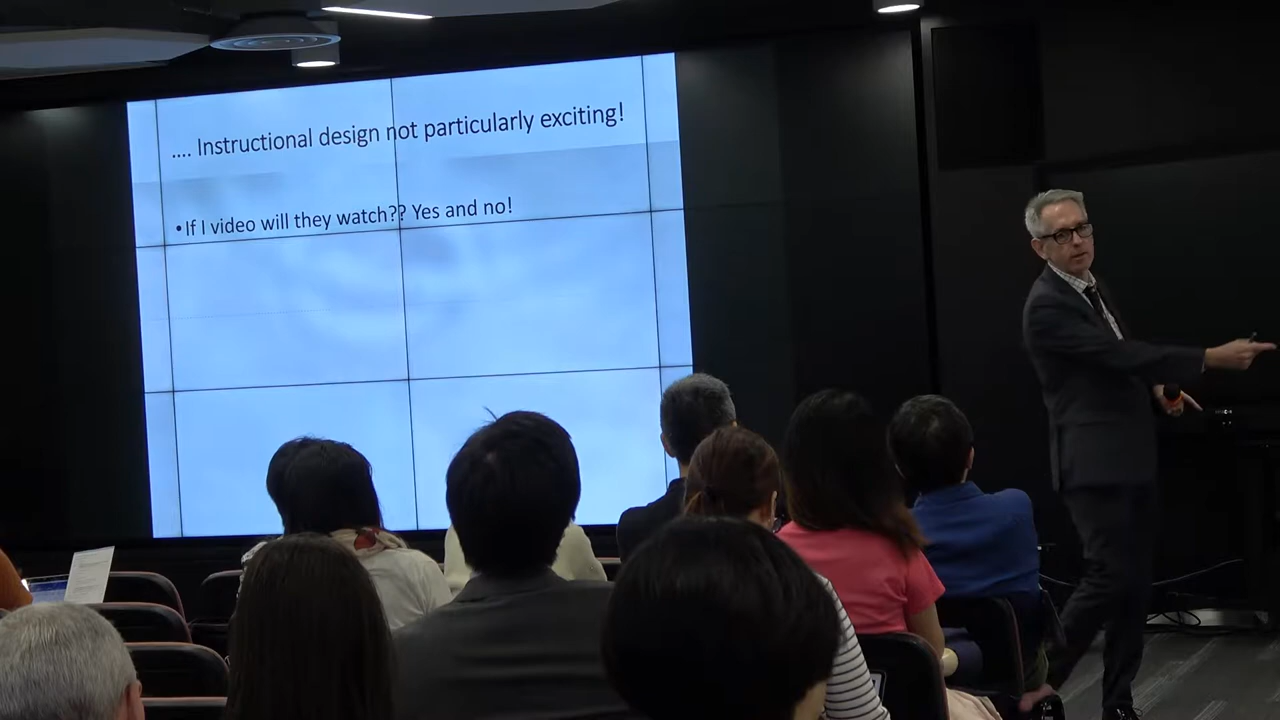 .... Instructional design not particularly exciting!
•If I video will they watch?? Yes and no!